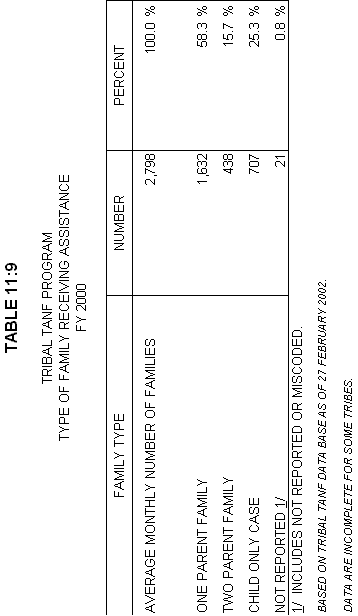 TABLE 11:9
TRIBAL TANF PROGRAM
TYPE OF FAMILY RECEIVING ASSISTANCE
FY 2000
FAMILY TYPE NUMBER PERCENT
AVERAGE MONTHLY NUMBER OF FAMILIES 2,798 100.0 %
ONE PARENT FAMILY 1,632 58.3 %
TWO PARENT FAMILY 438 15.7 %
CHILD ONLY CASE 707 25.3 %
NOT REPORTED 1/ 21 0.8 %
1/ INCLUDES NOT REPORTED OR MISCODED.
BASED ON TRIBAL TANF DATA BASE AS OF 27 FEBRUARY 2002.
DATA ARE INCOMPLETE FOR SOME TRIBES.